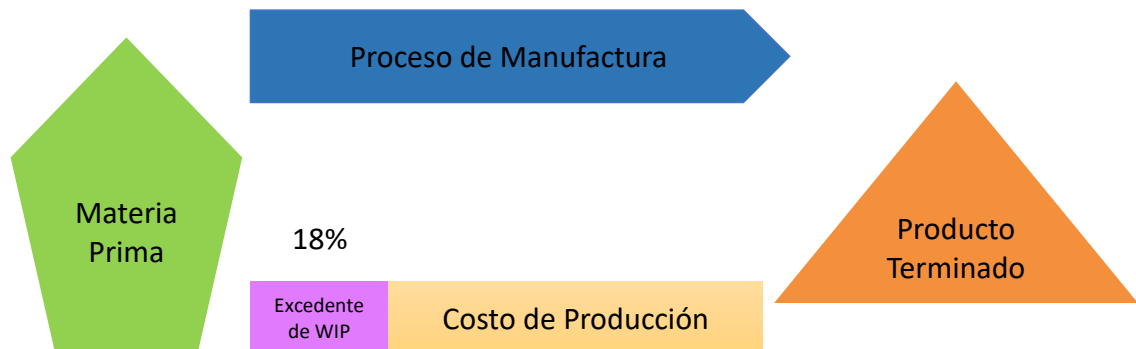 Proceso de Manufactura
Materia
Prima
18%
Producto
Terminado
Excedente
de WIP
Costo de Producción